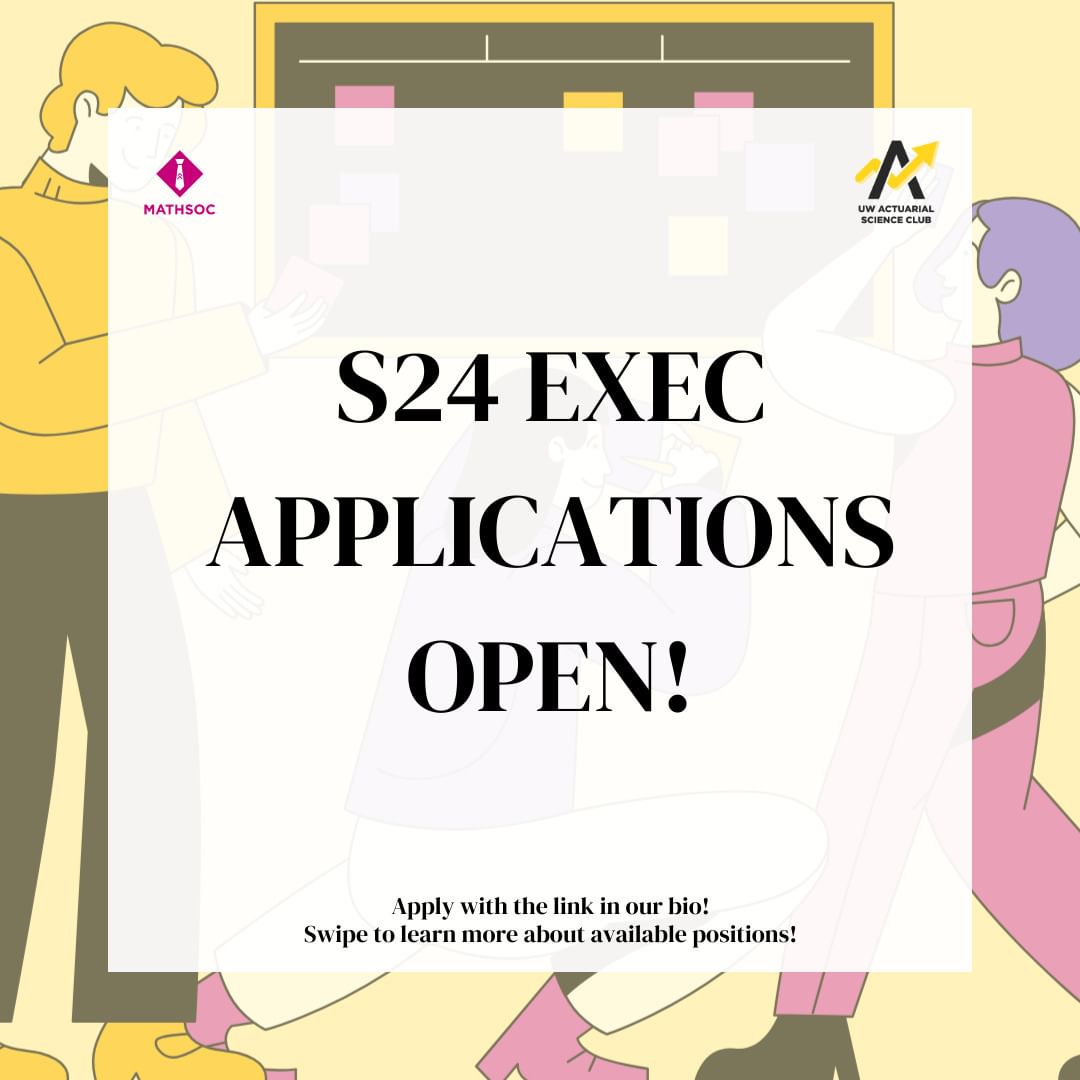 MATHSOC
UW ACTUARIAL
SCIENCE CLUB
S24 EXEC
APPLICATIONS
OPEN!
Apply with the link in our bio!
Swipe to learn more about available positions!